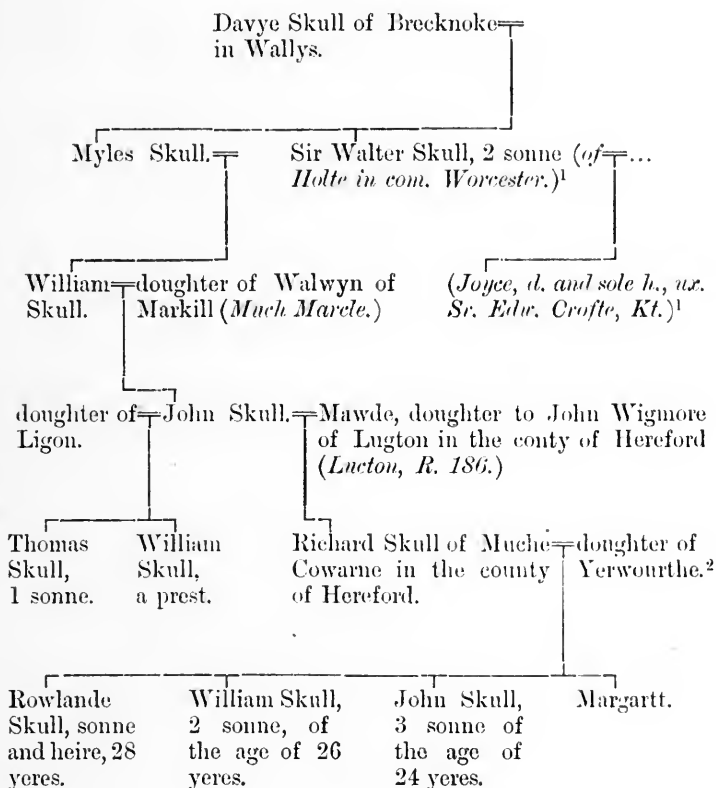 Davye Skull of Brecknoke
in Wallys.
Myles Skull.
Sir Walter Skull, 2 sonne (of ...
Holte in com. Worcester.)¹
William
Skull.
doughter of Walwyn of
Markill (Much Marcle.)
(Joyce, d. and sole h., ux.
Sr. Edw. Crofte, Kt.)¹
doughter of
Ligon.
John Skull.
Mawde, doughter to John Wigmore
of Lugton in the conty of Hereford
(Lucton, R. 186.)
Thomas
Skull,
1 sonne.
William
Skull,
a prest.
Richard Skull of Muche
Cowarne in the county
of Hereford.
doughter of
Yerwourthe.²
Rowlande
Skull, sonne
and heire, 28
yeres.
William Skull,
2 sonne, of
the age of 26
yeres.
John Skull,
3 sonne of
the age of
24 yeres.
Margartt.